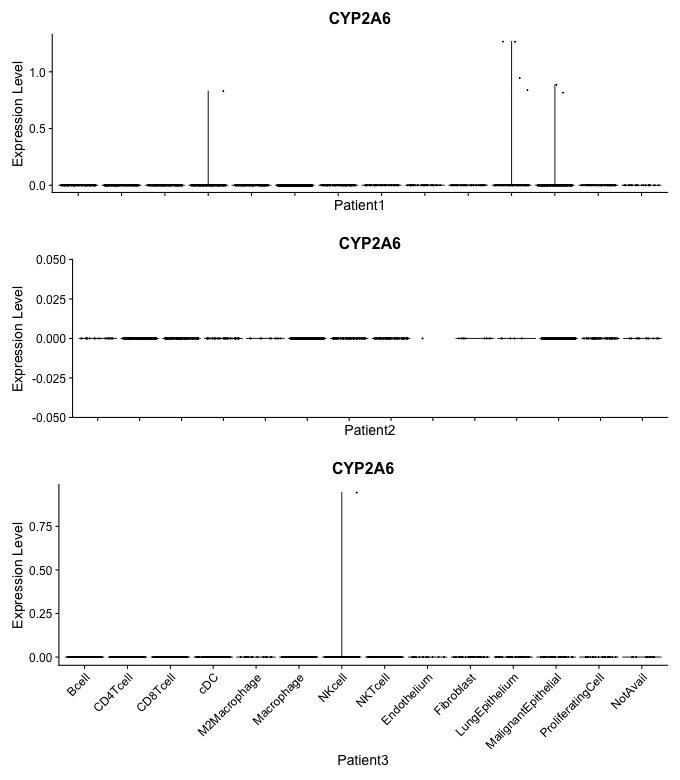 CYP2A6
Expression Level
1.0
0.5
0.0
Patient1
CYP2A6
Expression Level
0.050
0.025
0.000
-0.025
-0.050
Patient2
CYP2A6
Expression Level
0.75
0.50
0.25
0.00
Bcell
CD4Tcell
CD8Tcell
cDC
M2Macrophage
Macrophage
NKcell
NKTcell
Endothelium
Fibroblast
LungEpithelium
MalignantEpithelial
ProliferatingCell
NotAvail
Patient3